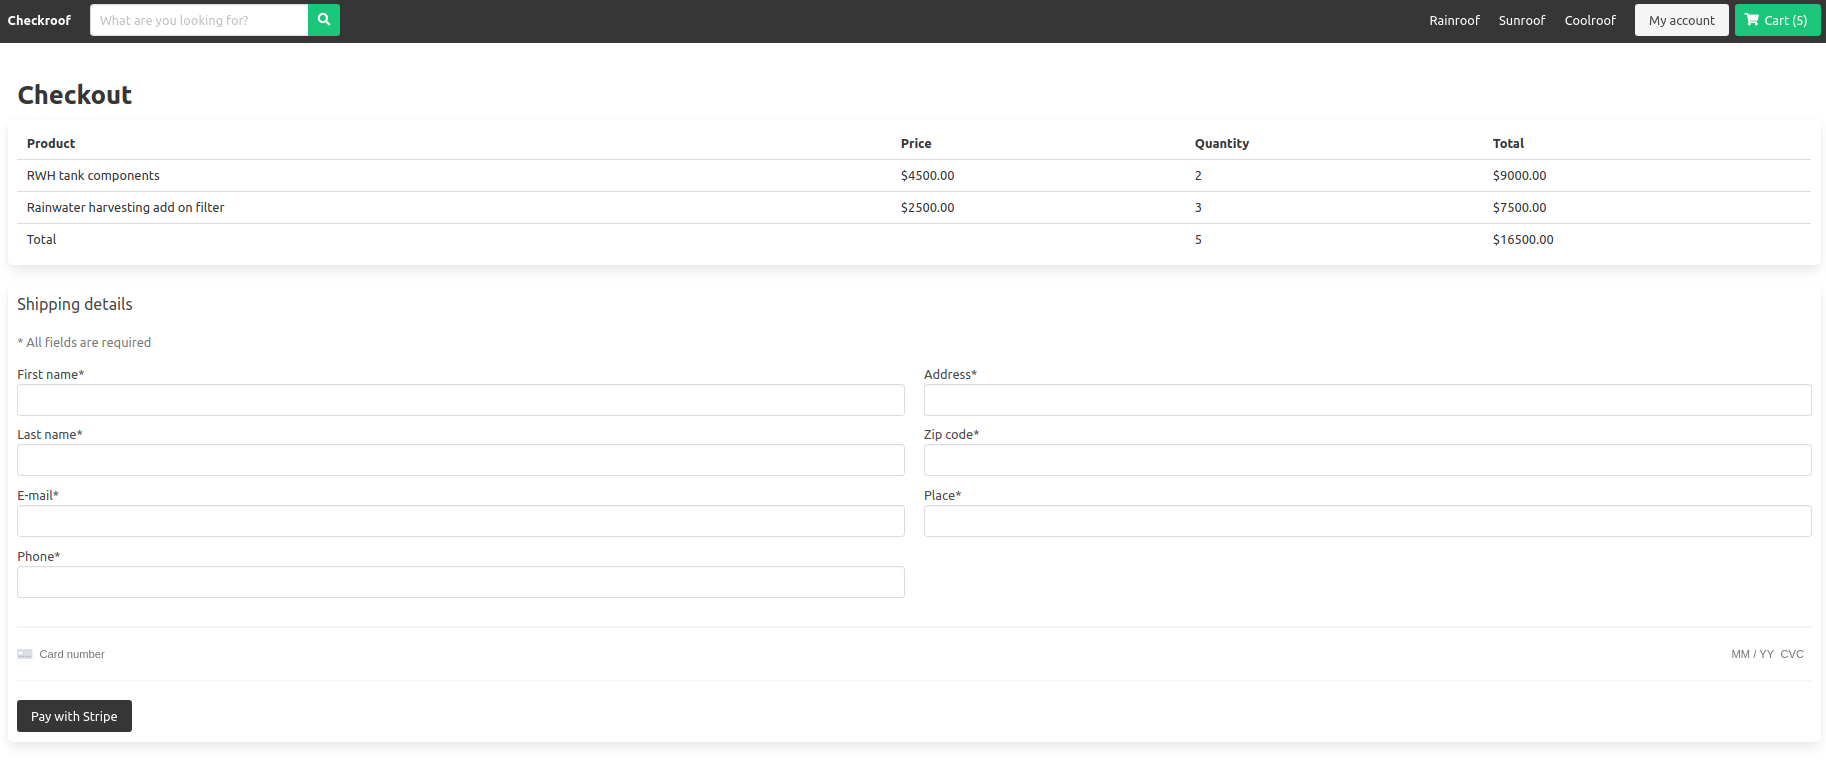 Checkroof What are you looking for? Rainroof Sunroof Coolroof My account Cart (5)
Checkout
Product Price Quantity Total
RWH tank components $4500.00 2 $9000.00
Rainwater harvesting add on filter $2500.00 3 $7500.00
Total 5 $16500.00
Shipping details
* All fields are required
First name* Address*
Last name* Zip code*
E-mail* Place*
Phone*
Card number MM / YY CVC
Pay with Stripe